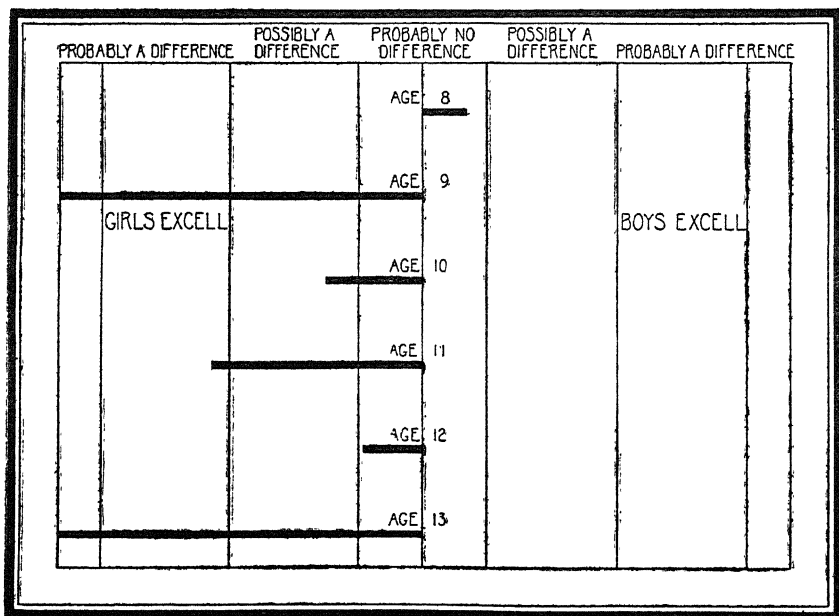 PROBABLY A DIFFERENCE
POSSIBLY A
DIFFERENCE
PROBABLY NO
DIFFERENCE
POSSIBLY A
DIFFERENCE
PROBABLY A DIFFERENCE
AGE 8
AGE 9
GIRLS EXCELL
BOYS EXCELL
AGE 10
AGE 11
AGE 12
AGE 13